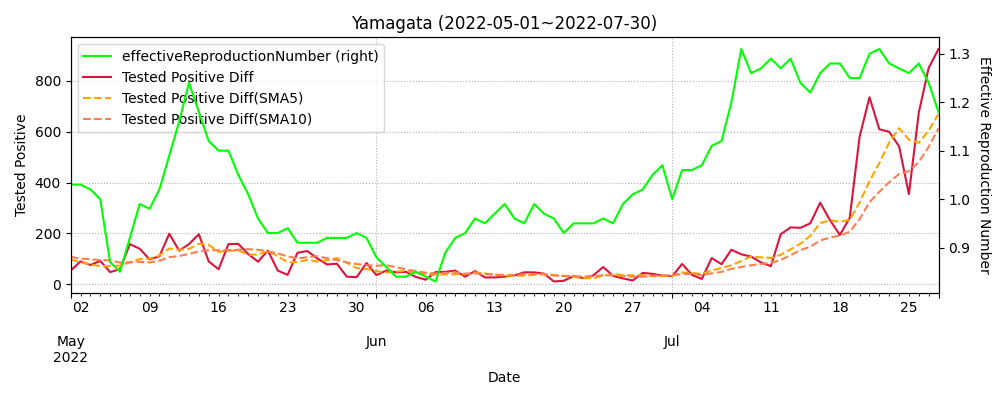 Yamagata (2022-05-01~2022-07-30)
effectiveReproductionNumber (right)
Tested Positive Diff
Tested Positive Diff(SMA5)
Tested Positive Diff(SMA10)
Tested Positive
800
600
400
200
0
1.3
1.2
1.1
1.0
0.9
Effective Reproduction Number
02 09 16 23 30 06 13 20 27 04 11 18 25
May Jun Jul
2022
Date